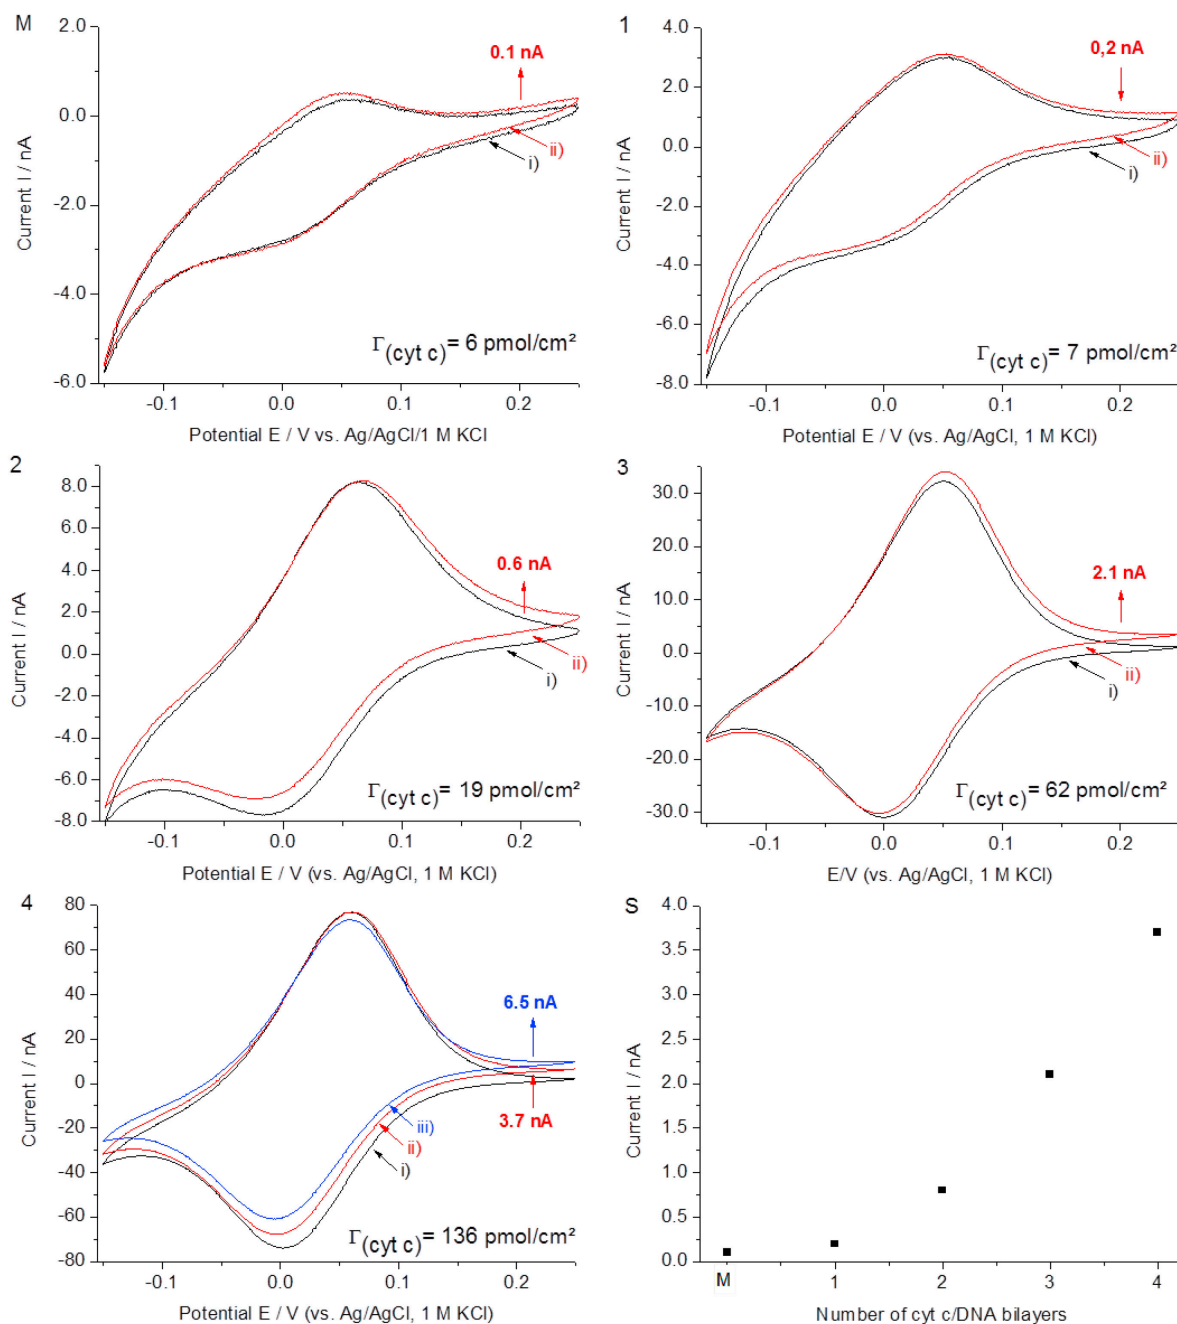 M
2.0
0.0
-2.0
-4.0
-6.0
Current I / nA
0.1 nA
i)
ii)
Γ(cyt c)= 6 pmol/cm²
-0.1 0.0 0.1 0.2
Potential E / V vs. Ag/AgCl/1 M KCl
1
4.0
2.0
0.0
-2.0
-4.0
-6.0
-8.0
Current I / nA
0,2 nA
ii)
i)
Γ(cyt c)= 7 pmol/cm²
-0.1 0.0 0.1 0.2
Potential E / V (vs. Ag/AgCl, 1 M KCl)
2
8.0
6.0
4.0
2.0
0.0
-2.0
-4.0
-6.0
-8.0
Current I / nA
0.6 nA
ii)
i)
Γ(cyt c)= 19 pmol/cm²
-0.1 0.0 0.1 0.2
Potential E / V (vs. Ag/AgCl, 1 M KCl)
3
30.0
20.0
10.0
0.0
-10.0
-20.0
-30.0
Current I / nA
2.1 nA
ii)
i)
Γ(cyt c)= 62 pmol/cm²
-0.1 0.0 0.1 0.2
E/V (vs. Ag/AgCl, 1 M KCl)
4
80
60
40
20
0
-20
-40
-60
-80
Current I / nA
6.5 nA
3.7 nA
iii)
ii)
i)
Γ(cyt c)= 136 pmol/cm²
-0.1 0.0 0.1 0.2
Potential E / V (vs. Ag/AgCl, 1 M KCl)
S
4.0
3.5
3.0
2.5
2.0
1.5
1.0
0.5
0.0
Current I / nA
M 1 2 3 4
Number of cyt c/DNA bilayers